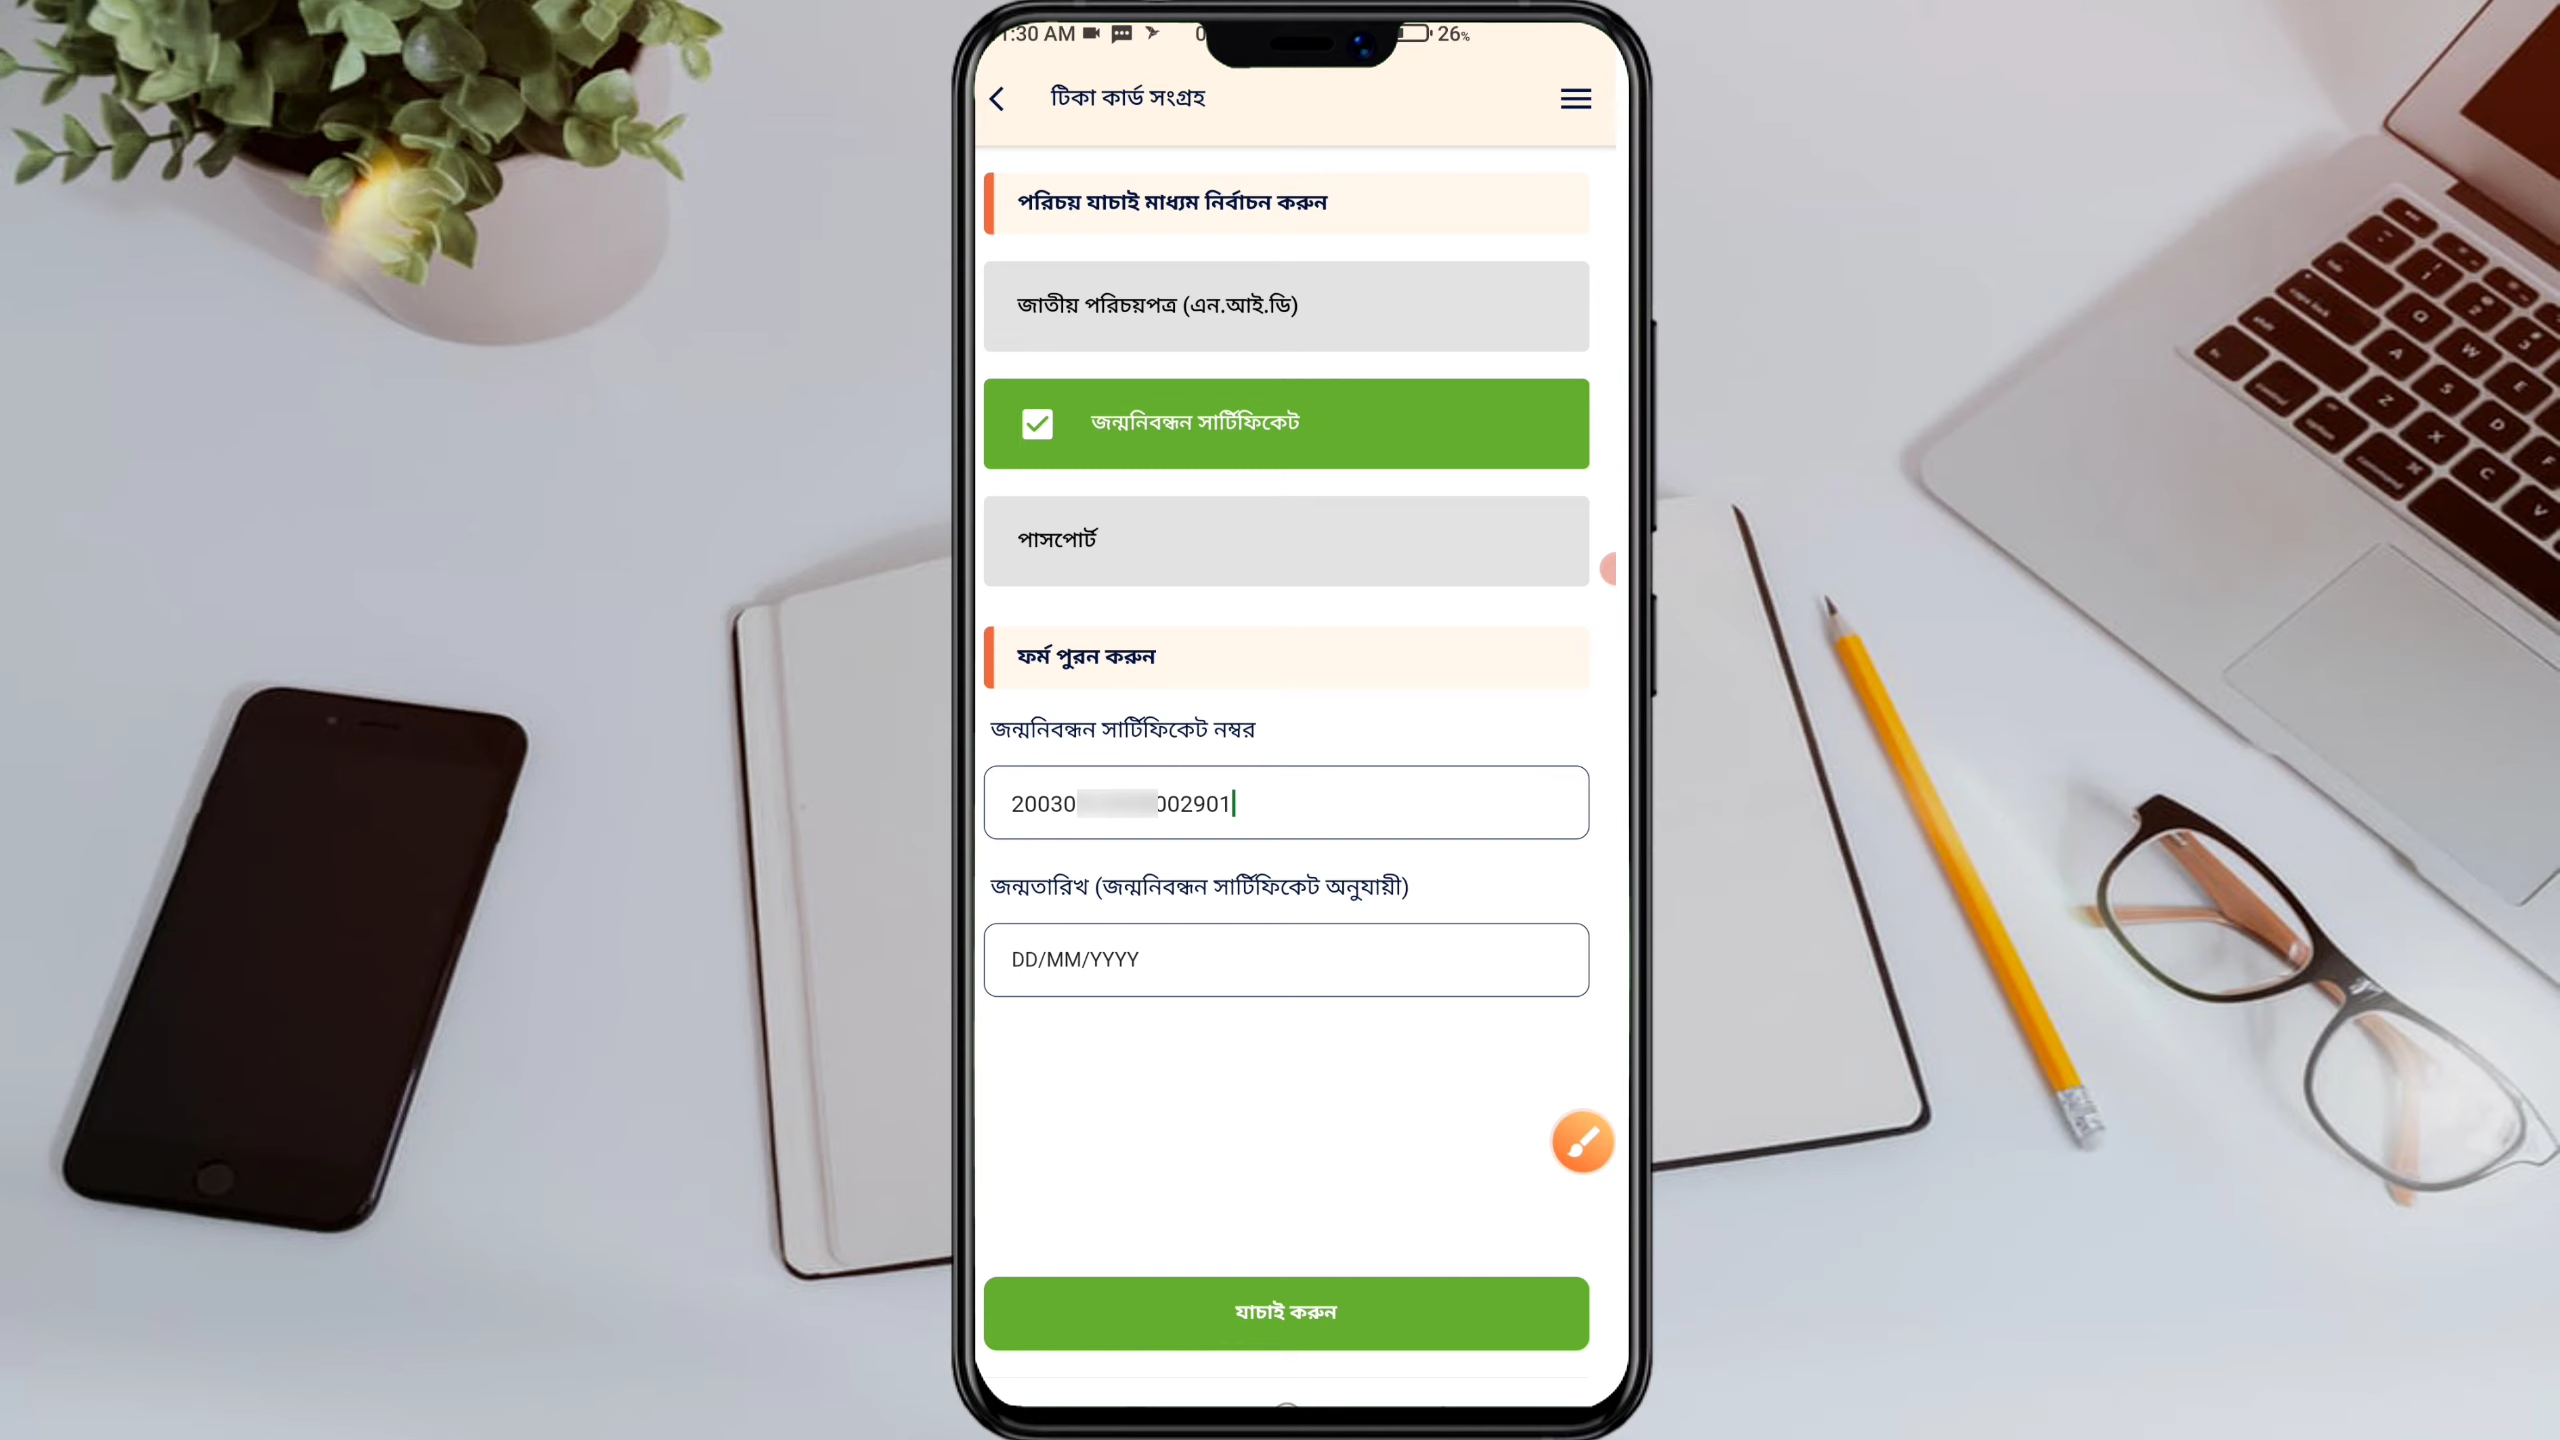 1:30 AM 26%
টিকা কার্ড সংগ্রহ
পরিচয় যাচাই মাধ্যম নির্বাচন করুন
জাতীয় পরিচয়পত্র (এন.আই.ডি)
জন্মনিবন্ধন সার্টিফিকেট
পাসপোর্ট
ফর্ম পুরন করুন
জন্মনিবন্ধন সার্টিফিকেট নম্বর
20030 002901
জন্মতারিখ (জন্মনিবন্ধন সার্টিফিকেট অনুযায়ী)
DD/MM/YYYY
যাচাই করুন